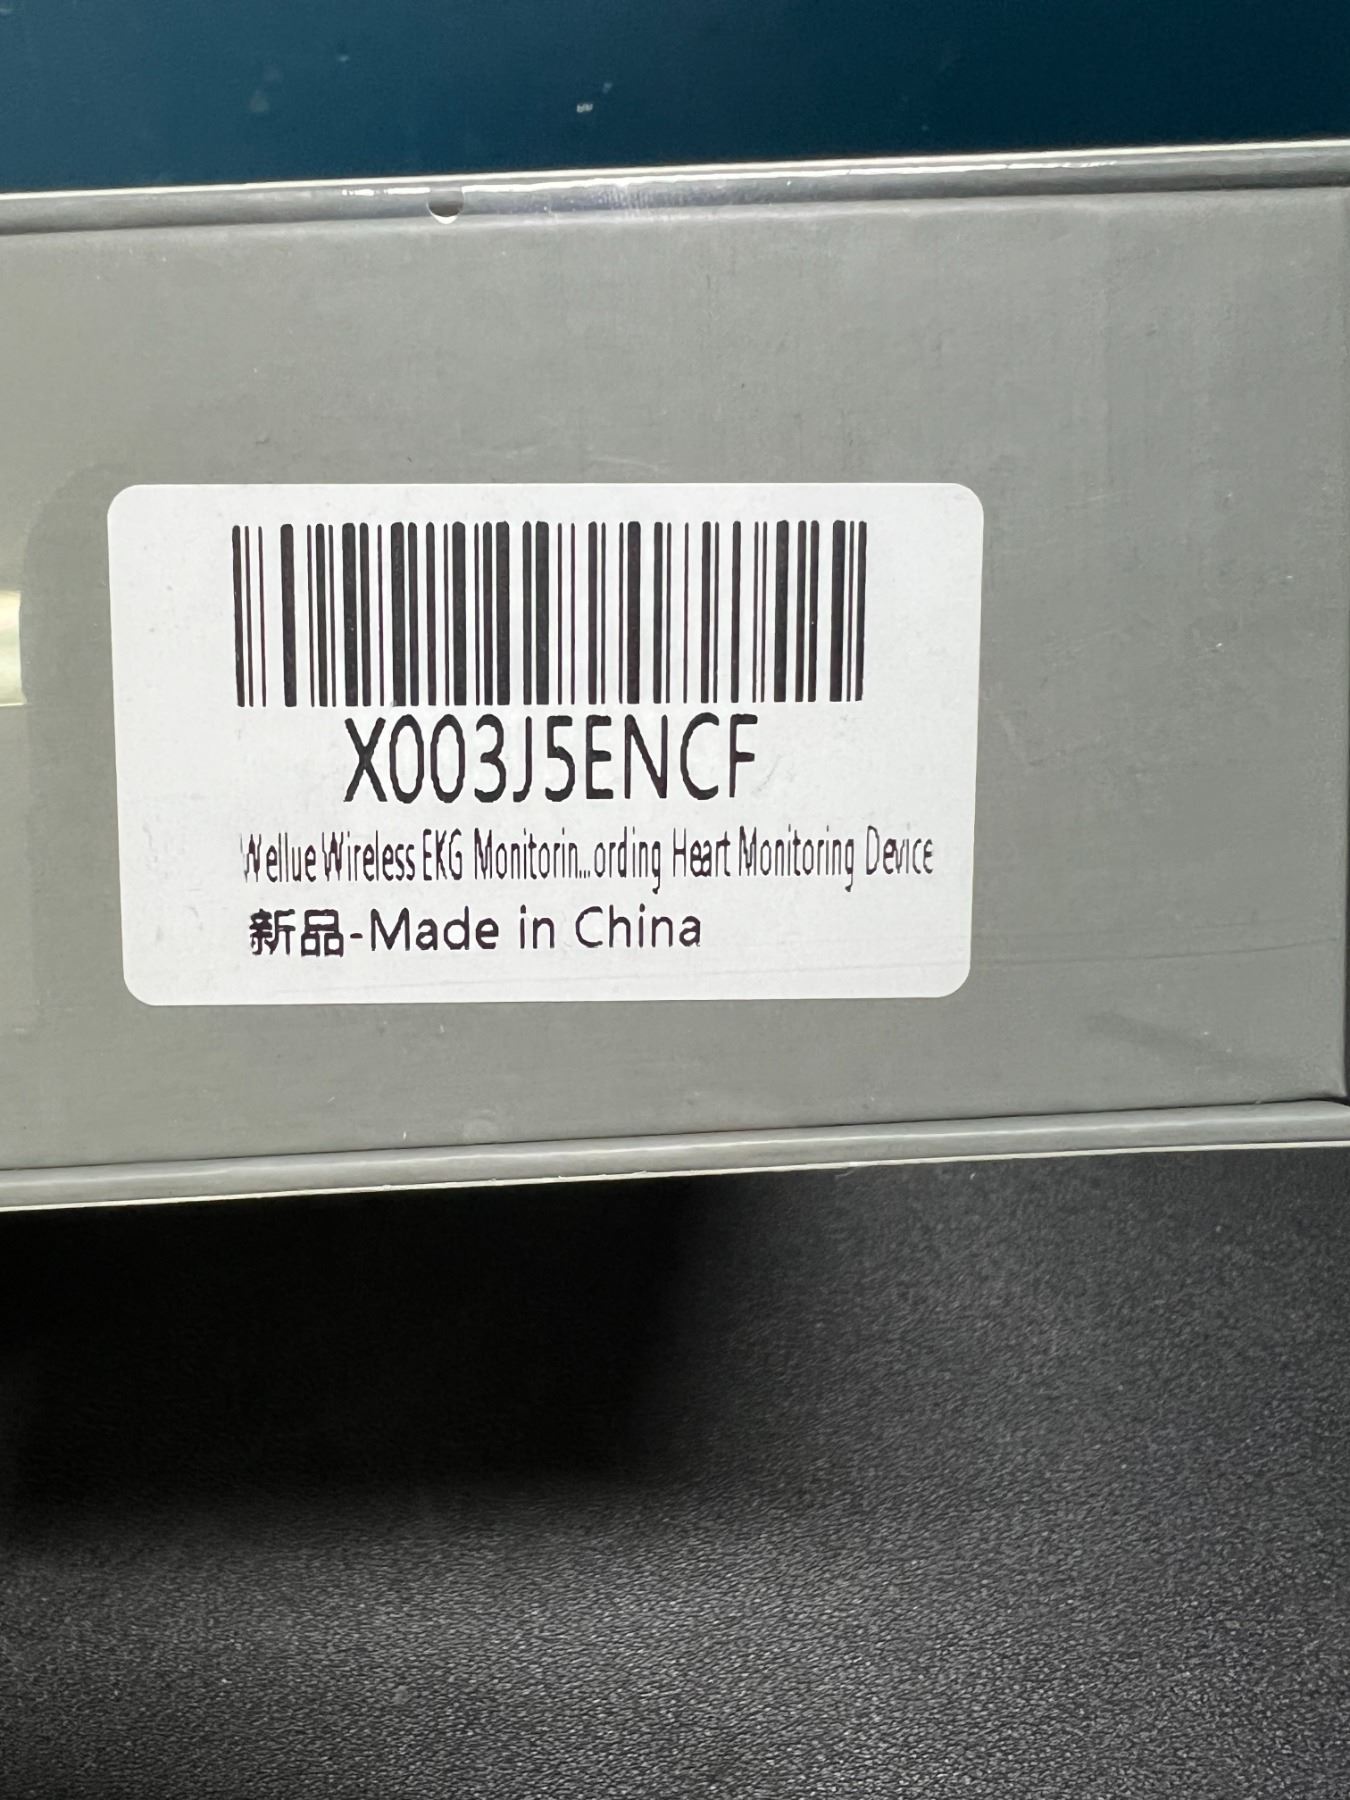 X003J5ENCF
Wellue Wireless EKG Monitorin...ording Heart Monitoring Device
新品-Made in China